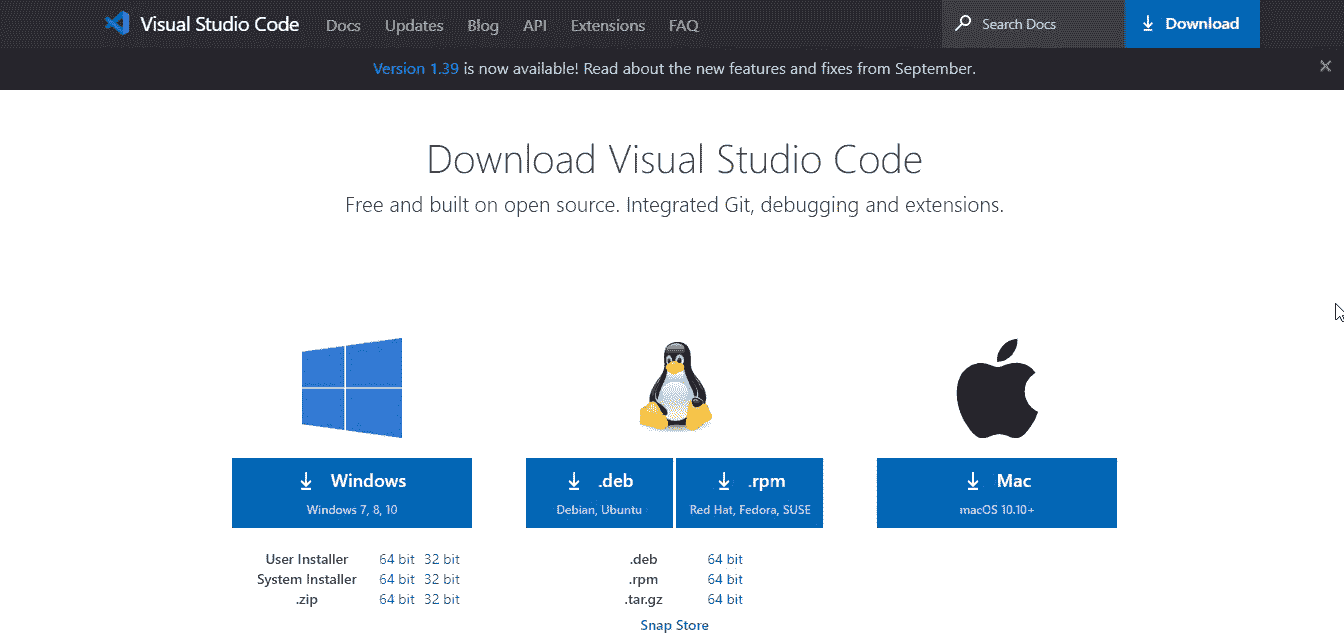 Visual Studio Code Docs Updates Blog API Extensions FAQ Search Docs Download
Version 1.39 is now available! Read about the new features and fixes from September.
Download Visual Studio Code
Free and built on open source. Integrated Git, debugging and extensions.
Windows
Windows 7, 8, 10
User Installer 64 bit 32 bit
System Installer 64 bit 32 bit
.zip 64 bit 32 bit
.deb
Debian, Ubuntu
.rpm
Red Hat, Fedora, SUSE
.deb 64 bit
.rpm 64 bit
.tar.gz 64 bit
Snap Store
Mac
macOS 10.10+